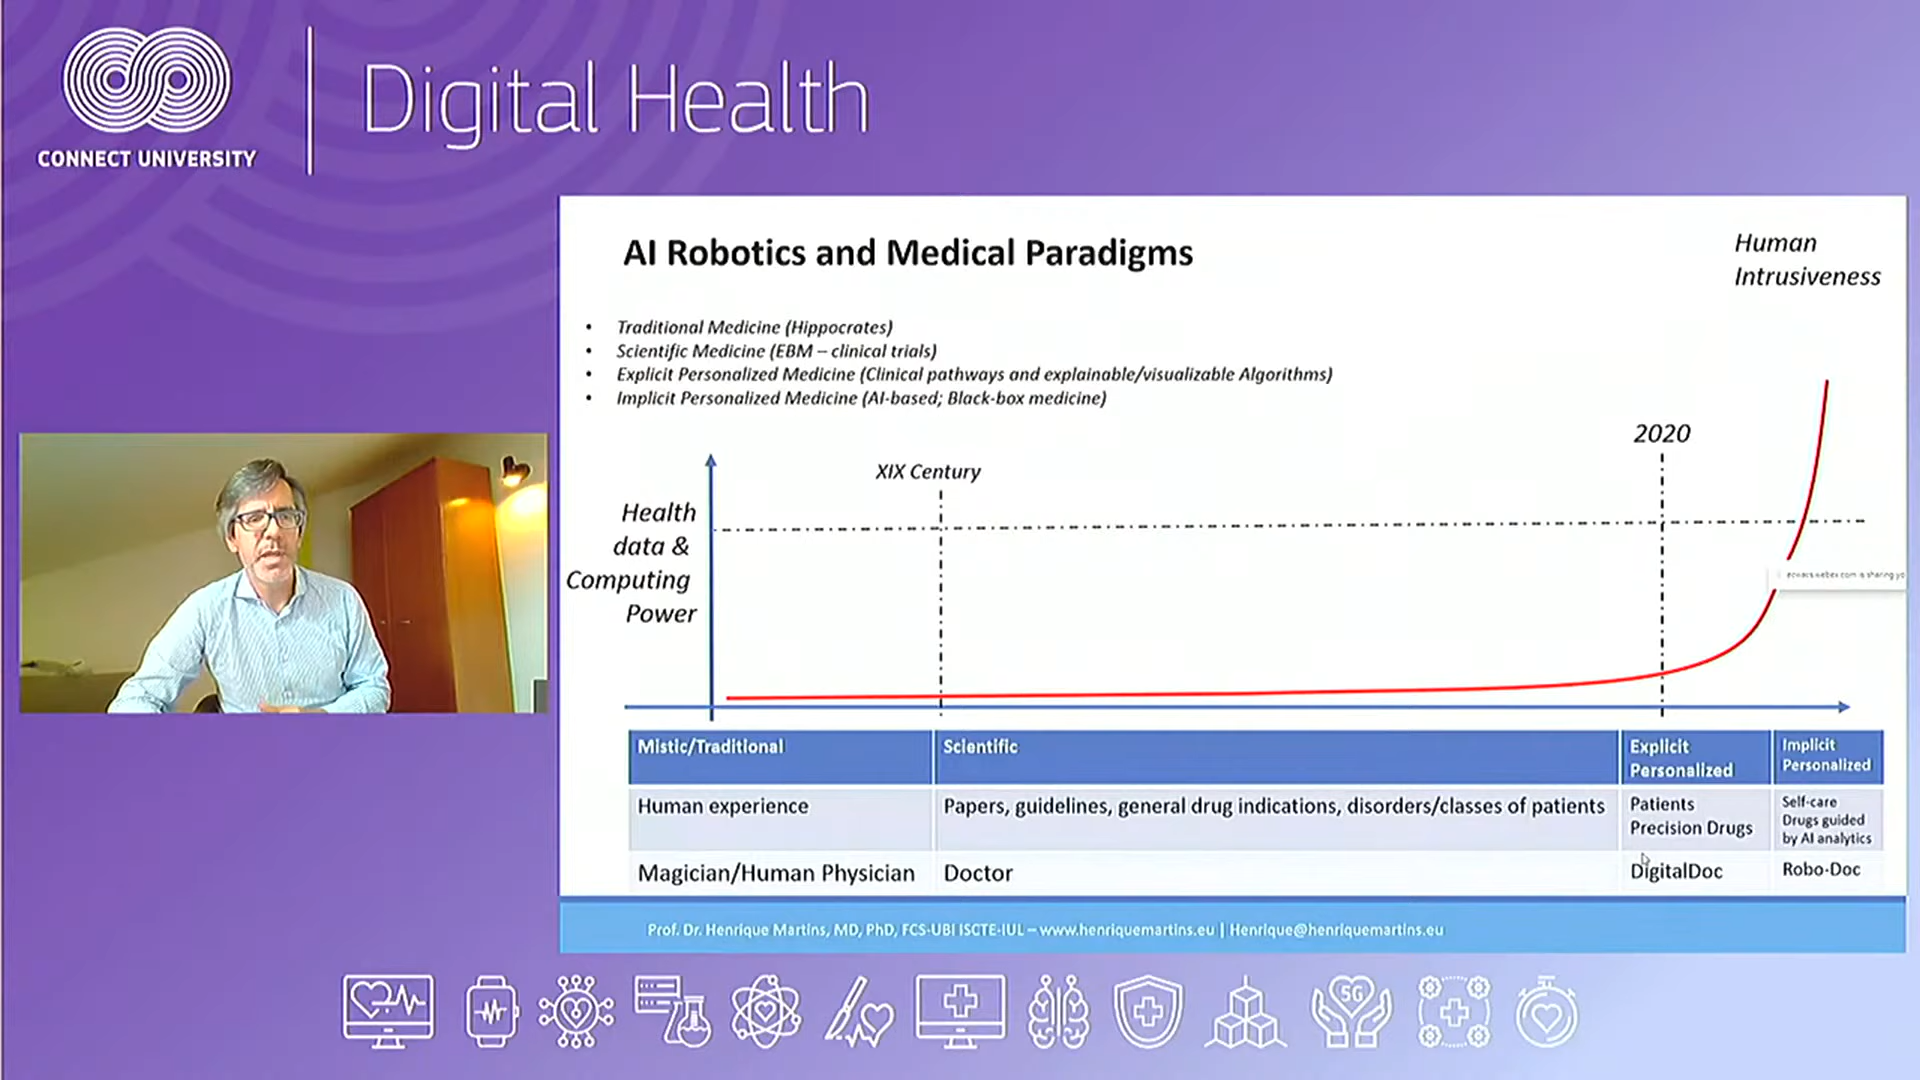 CONNECT UNIVERSITY
Digital Health
AI Robotics and Medical Paradigms
Human
Intrusiveness
• Traditional Medicine (Hippocrates)
• Scientific Medicine (EBM – clinical trials)
• Explicit Personalized Medicine (Clinical pathways and explainable/visualizable Algorithms)
• Implicit Personalized Medicine (AI-based; Black-box medicine)
2020
XIX Century
Health
data &
Computing
Power
Mistic/Traditional
Scientific
Explicit
Personalized
Implicit
Personalized
Human experience
Papers, guidelines, general drug indications, disorders/classes of patients
Patients
Precision Drugs
Self-care
Drugs guided
by AI analytics
Magician/Human Physician
Doctor
DigitalDoc
Robo-Doc
Prof. Dr. Henrique Martins, MD, PhD, FCS-UBI ISCTE-IUL – www.henriquemartins.eu | Henrique@henriquemartins.eu
5G
is sharing yo